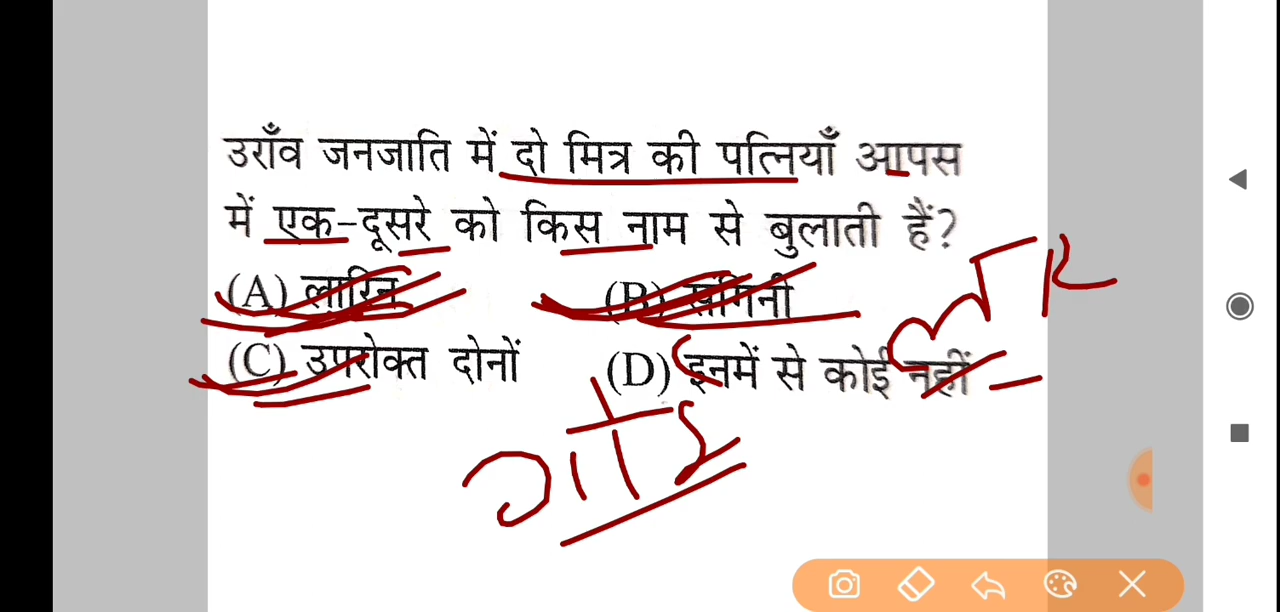 उराँव जनजाति में दो मित्र की पत्नियाँ आपस
में एक-दूसरे को किस नाम से बुलाती हैं?
(A) लारिन (B) संगिनी
(C) उपरोक्त दोनों (D) इनमें से कोई नहीं